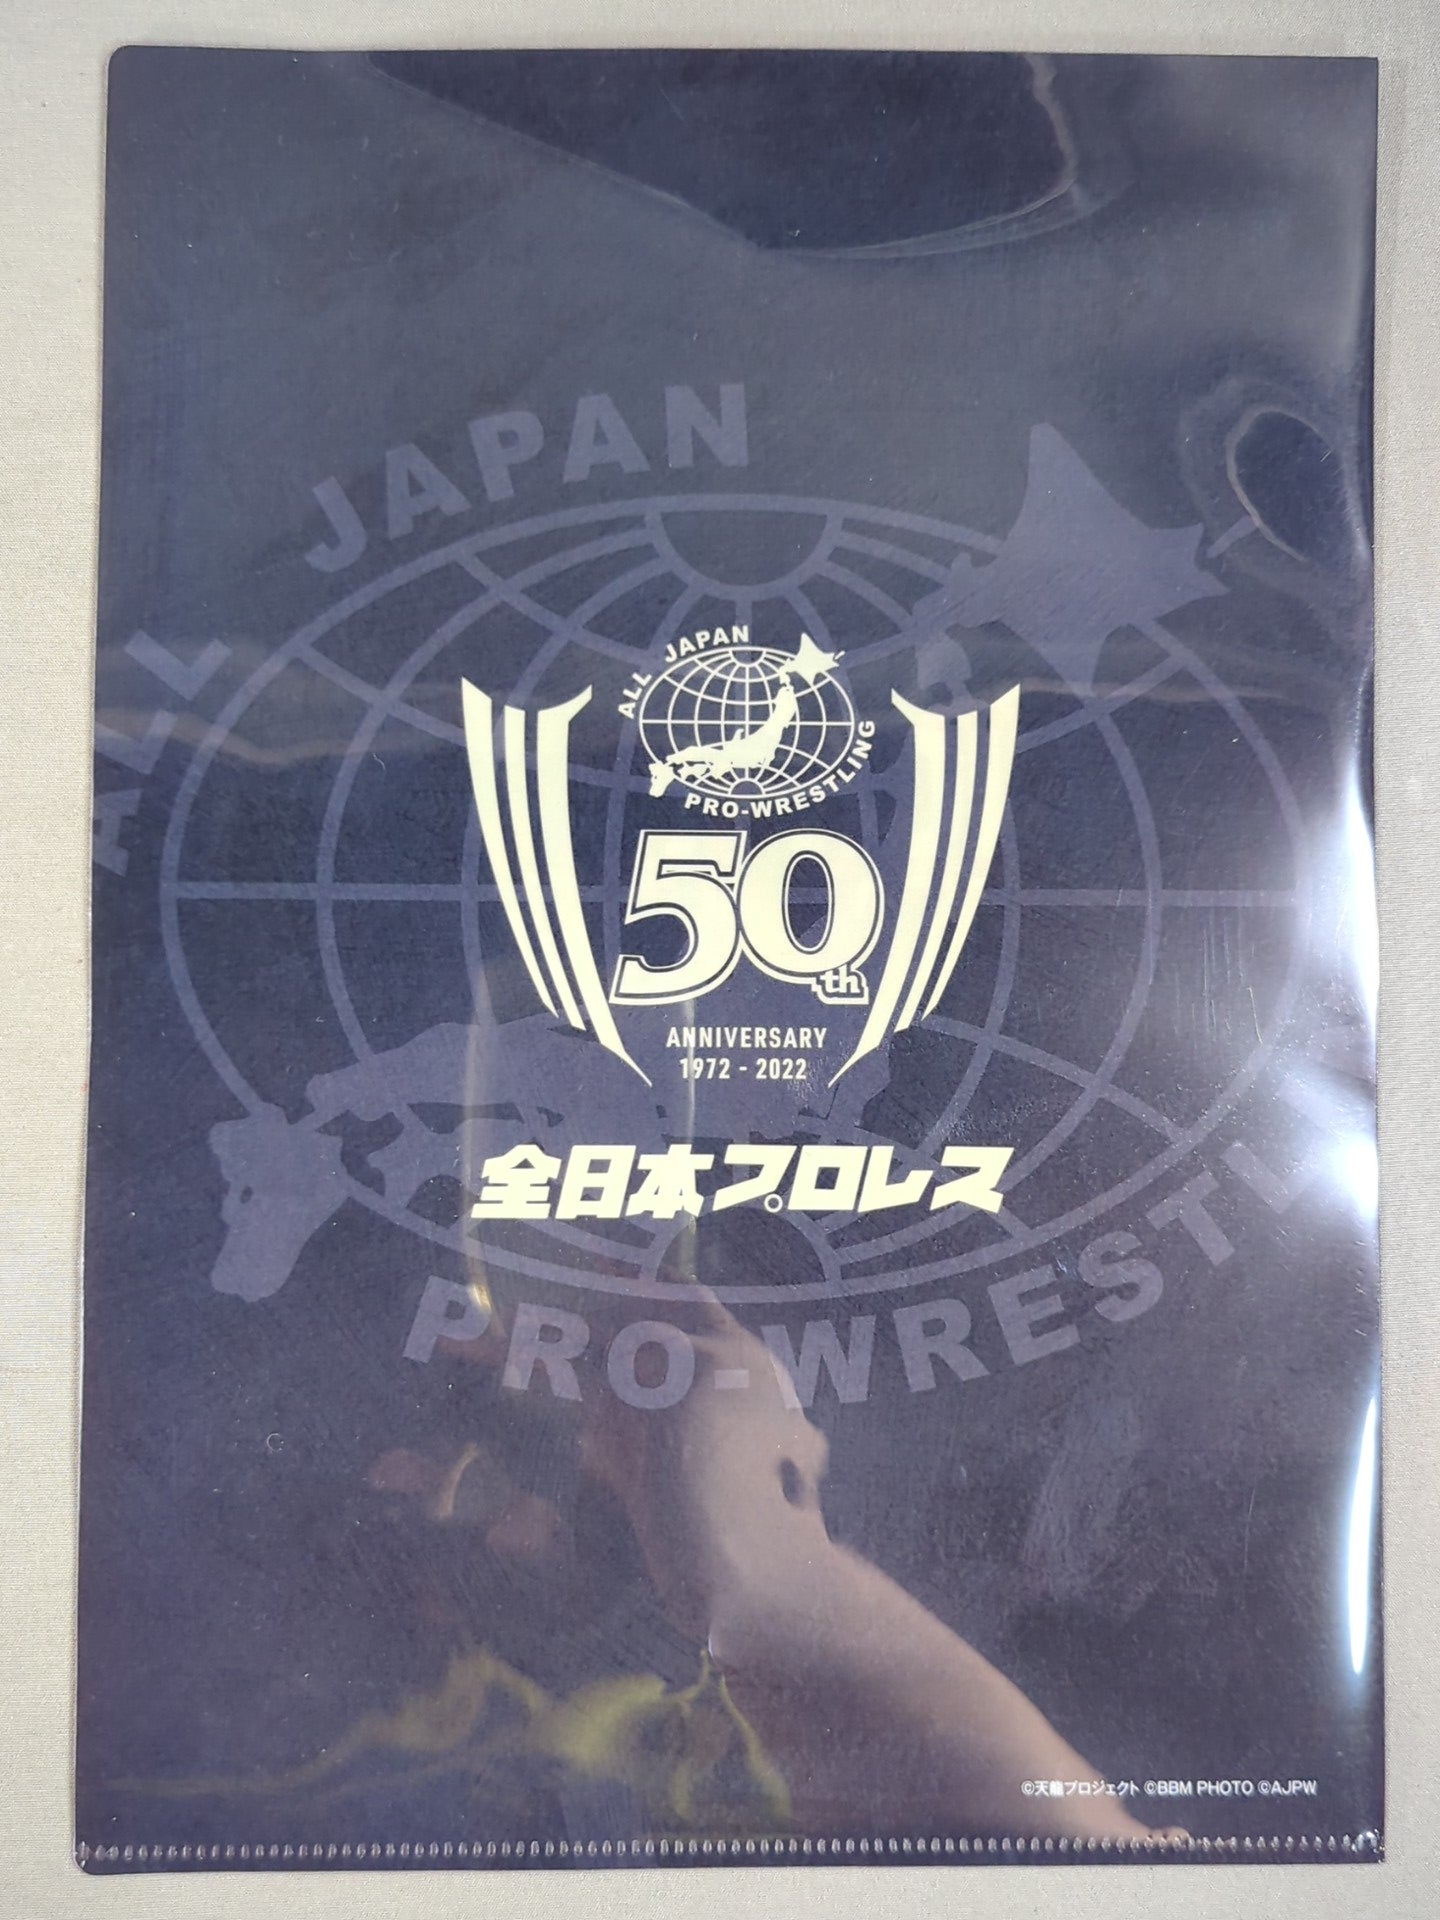 ALL JAPAN
ALL JAPAN
PRO-WRESTLING
50th
ANNIVERSARY
1972 - 2022
全日本プロレス
PRO-WRESTLI
©天龍プロジェクト ©BBM PHOTO ©AJPW